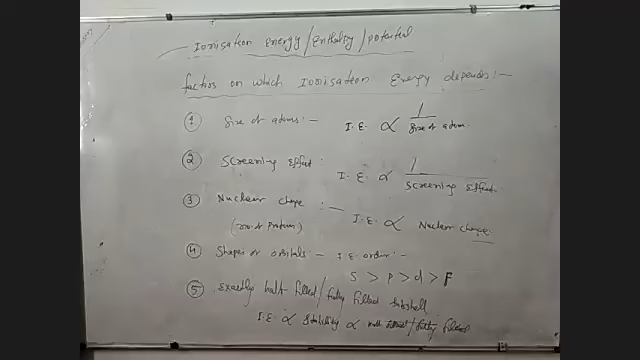 Ionisation energy/Enthalpy/potential
factors on which Ionisation Energy depends:-
① Size of atoms:- I.E. ∝ 1/Size of atom
② Screening effect: I.E. ∝ 1/Screening Effect
③ Nuclear charge :- I.E ∝ Nuclear charge
(no. of protons)
④ Shapes of orbitals - I.E order:-
S > P > d > F
⑤ Exactly half filled/fully filled subshell
I.E ∝ Stability ∝ half filled/fully filled